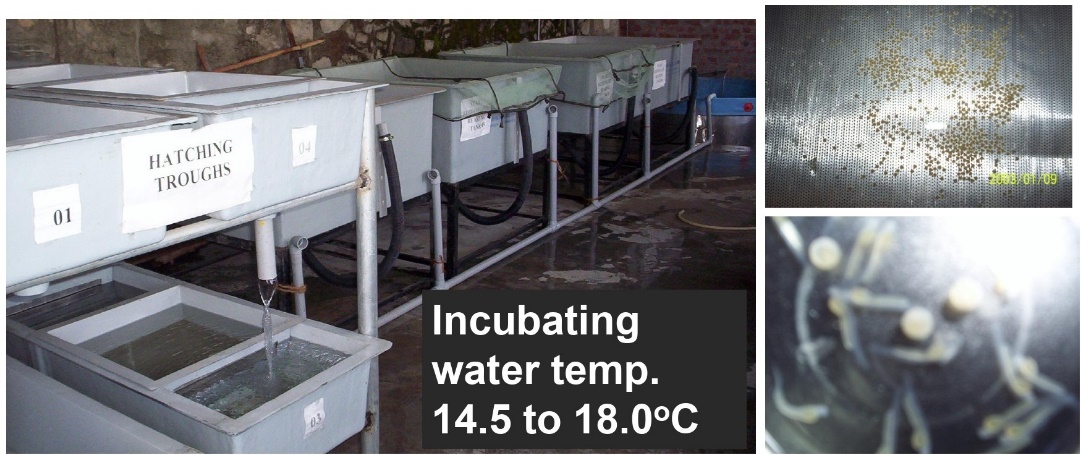 HATCHING
TROUGHS
04
01
03
Incubating
water temp.
14.5 to 18.0°C
2003/01/09